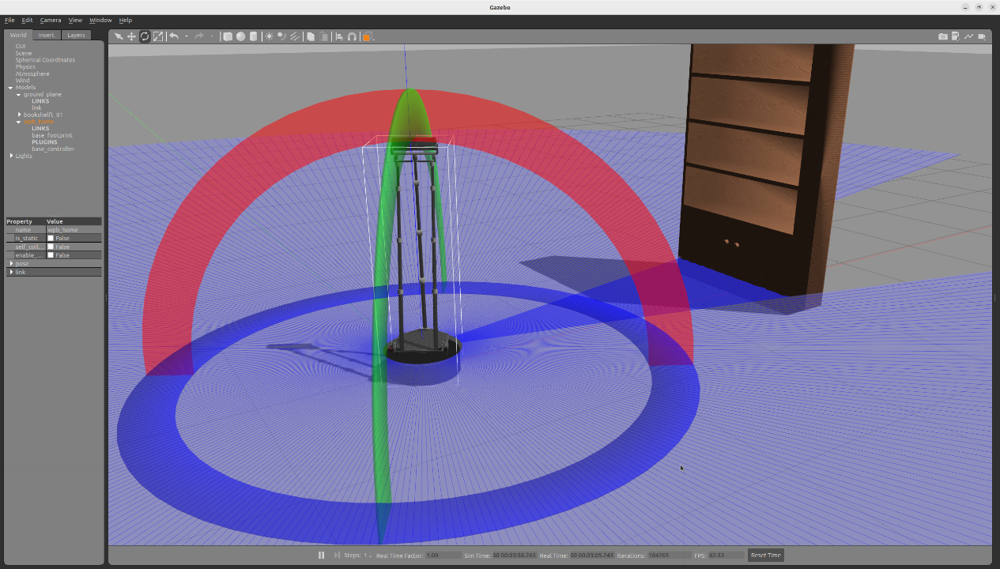 Gazebo
File Edit Camera View Window Help
World Insert Layers
GUI
Scene
Spherical Coordinates
Physics
Atmosphere
Wind
Models
ground_plane
LINKS
link
bookshelft_01
wpb_home
LINKS
base_footprint
PLUGINS
base_controller
Lights
Property Value
name wpb_home
is_static False
self_coll... False
enable_... False
pose
link
Steps: 1 Real Time Factor: 1.00 Sim Time: 00 00:03:58.265 Real Time: 00 00:03:05.243 Iterations: 184205 FPS: 62.53 Reset Time